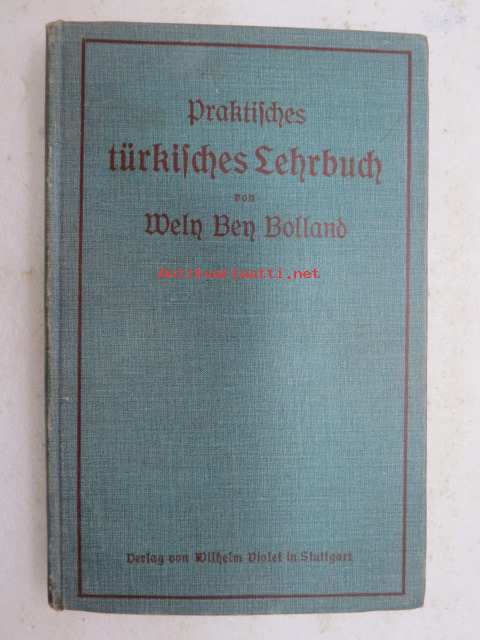 Praktisches
türkisches Lehrbuch
von
Wely Bey Bolland
Antikvariaatti.net
Verlag von Wilhelm Violet in Stuttgart